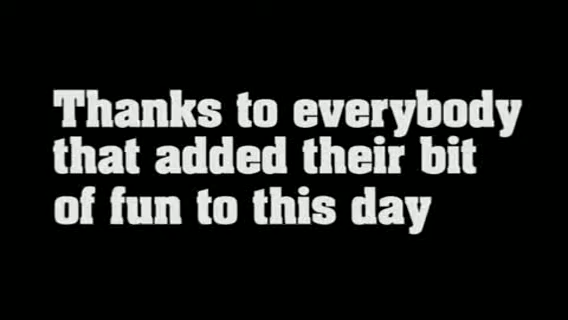 Thanks to everybody
that added their bit
of fun to this day